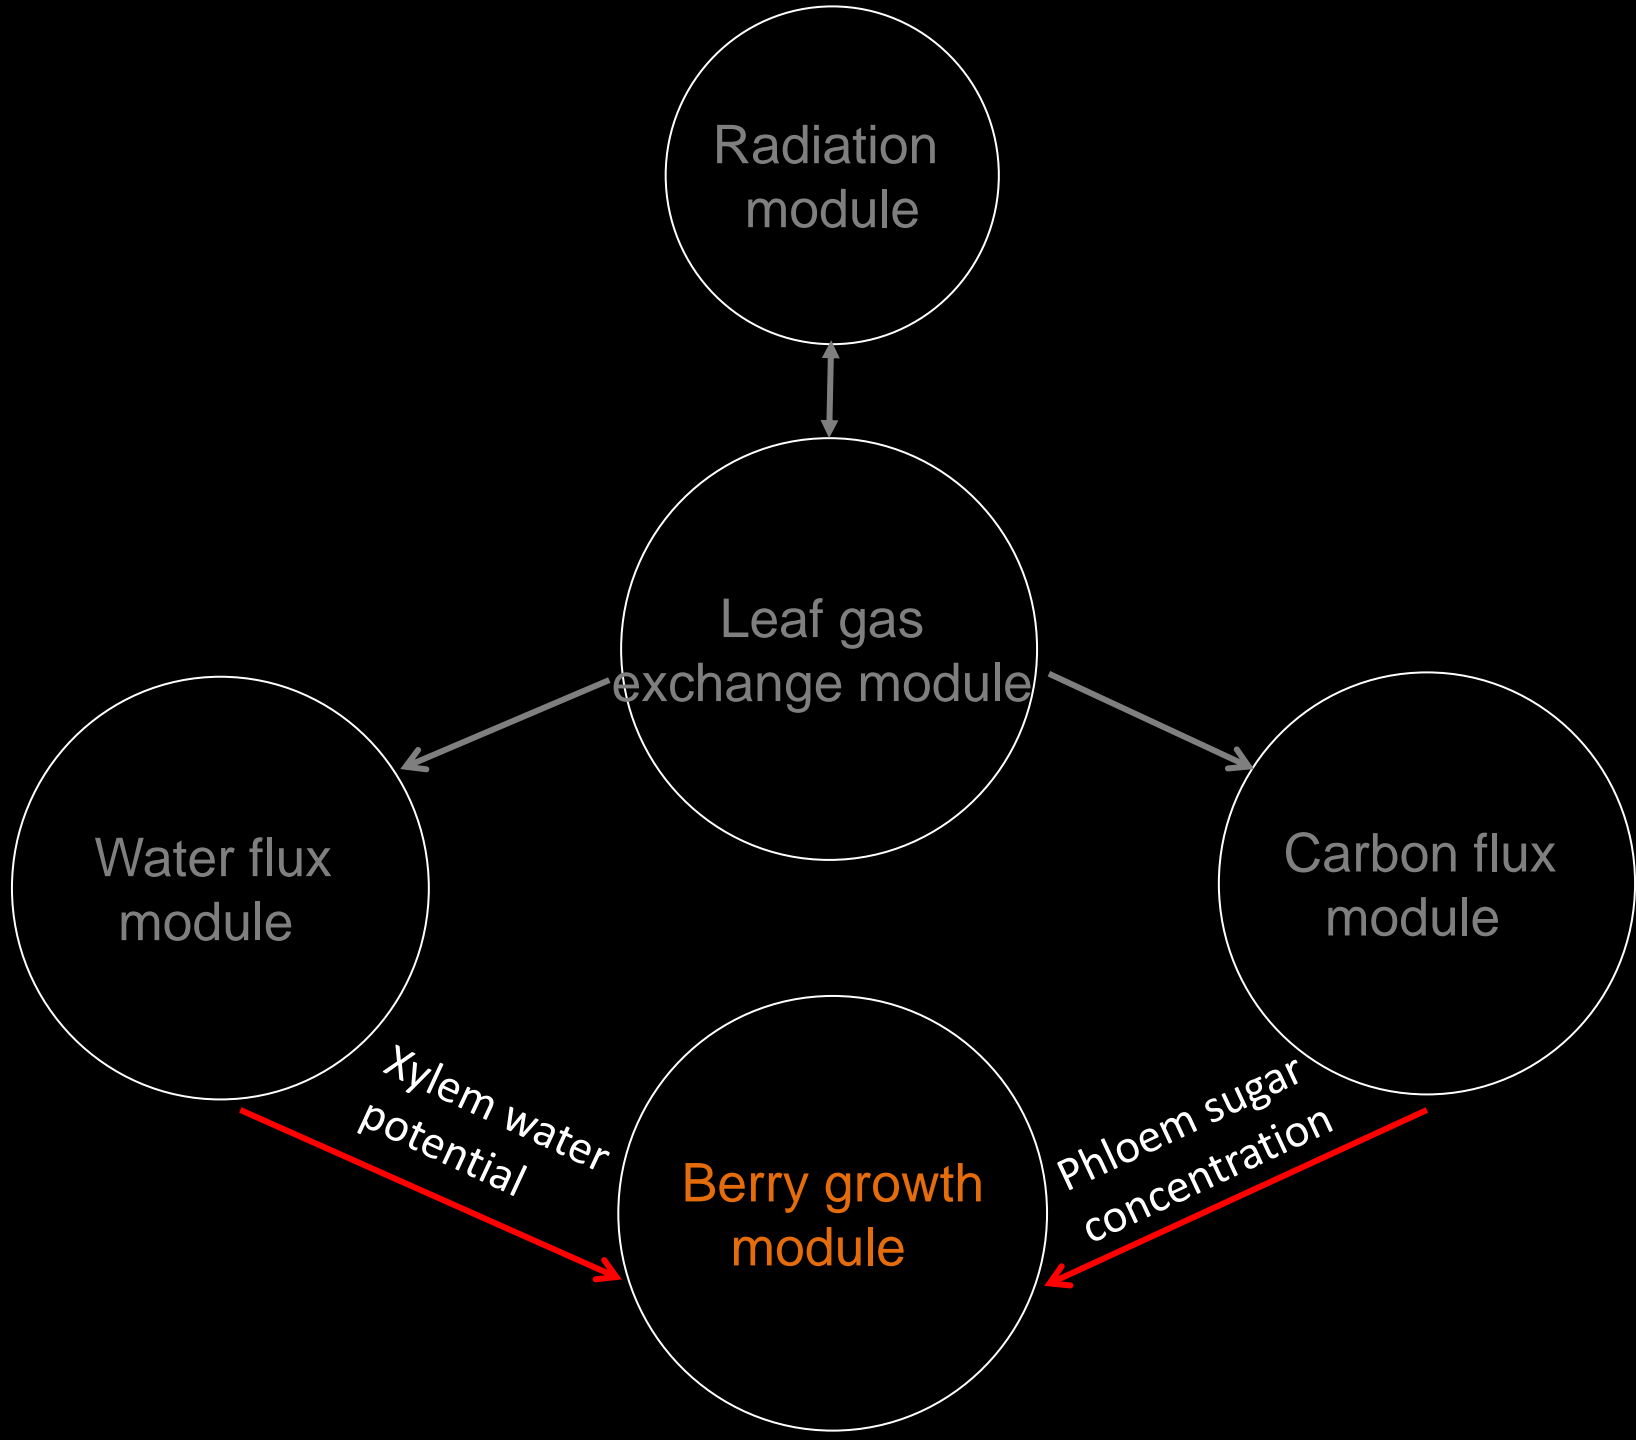 Radiation
module
Leaf gas
exchange module
Water flux
module
Carbon flux
module
Xylem water
potential
Phloem sugar
concentration
Berry growth
module